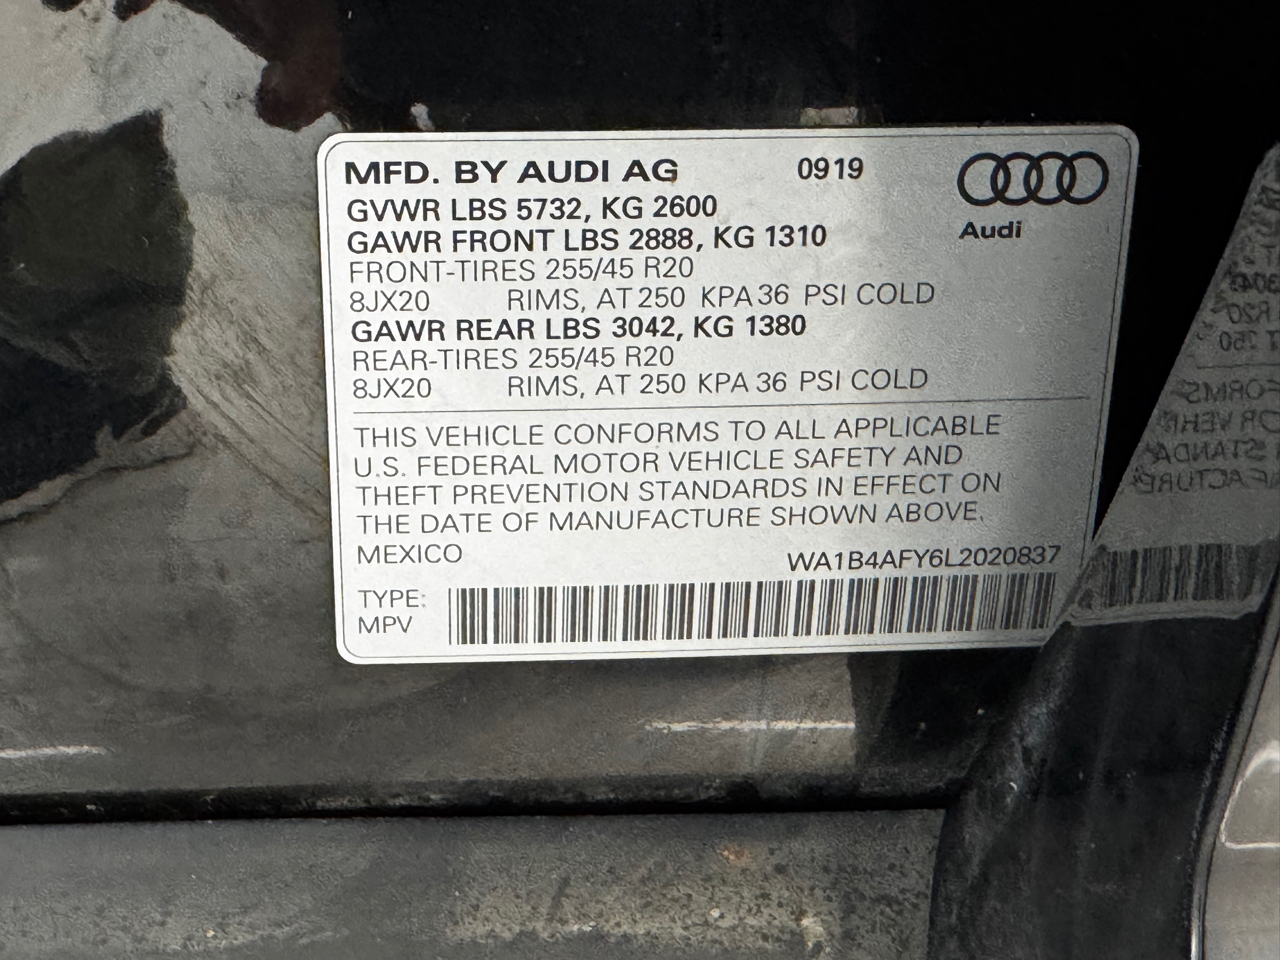 MFD. BY AUDI AG 0919
GVWR LBS 5732, KG 2600
GAWR FRONT LBS 2888, KG 1310
Audi
FRONT-TIRES 255/45 R20
8JX20 RIMS, AT 250 KPA 36 PSI COLD
GAWR REAR LBS 3042, KG 1380
REAR-TIRES 255/45 R20
8JX20 RIMS, AT 250 KPA 36 PSI COLD
THIS VEHICLE CONFORMS TO ALL APPLICABLE
U.S. FEDERAL MOTOR VEHICLE SAFETY AND
THEFT PREVENTION STANDARDS IN EFFECT ON
THE DATE OF MANUFACTURE SHOWN ABOVE.
MEXICO WA1B4AFY6L2020837
TYPE:
MPV